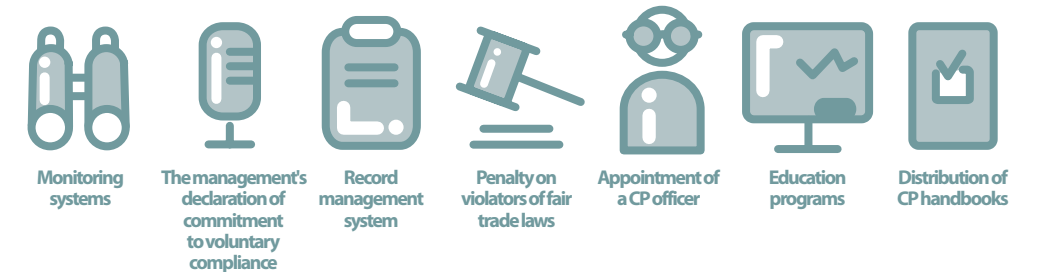 Monitoring
systems
The management's
declaration of
commitment
to voluntary
compliance
Record
management
system
Penalty on
violators of fair
trade laws
Appointment of
a CP officer
Education
programs
Distribution of
CP handbooks